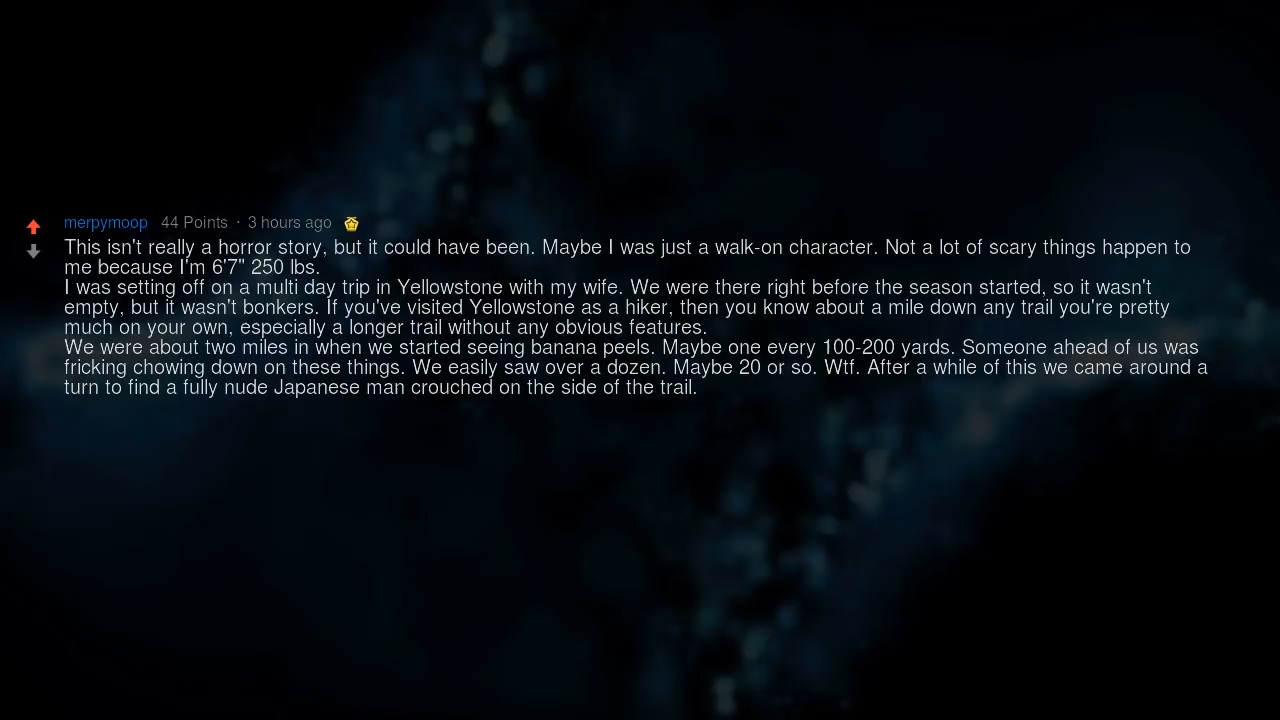 merpymoop 44 Points · 3 hours ago
This isn't really a horror story, but it could have been. Maybe I was just a walk-on character. Not a lot of scary things happen to
me because I'm 6'7" 250 lbs.
I was setting off on a multi day trip in Yellowstone with my wife. We were there right before the season started, so it wasn't
empty, but it wasn't bonkers. If you've visited Yellowstone as a hiker, then you know about a mile down any trail you're pretty
much on your own, especially a longer trail without any obvious features.
We were about two miles in when we started seeing banana peels. Maybe one every 100-200 yards. Someone ahead of us was
fricking chowing down on these things. We easily saw over a dozen. Maybe 20 or so. Wtf. After a while of this we came around a
turn to find a fully nude Japanese man crouched on the side of the trail.